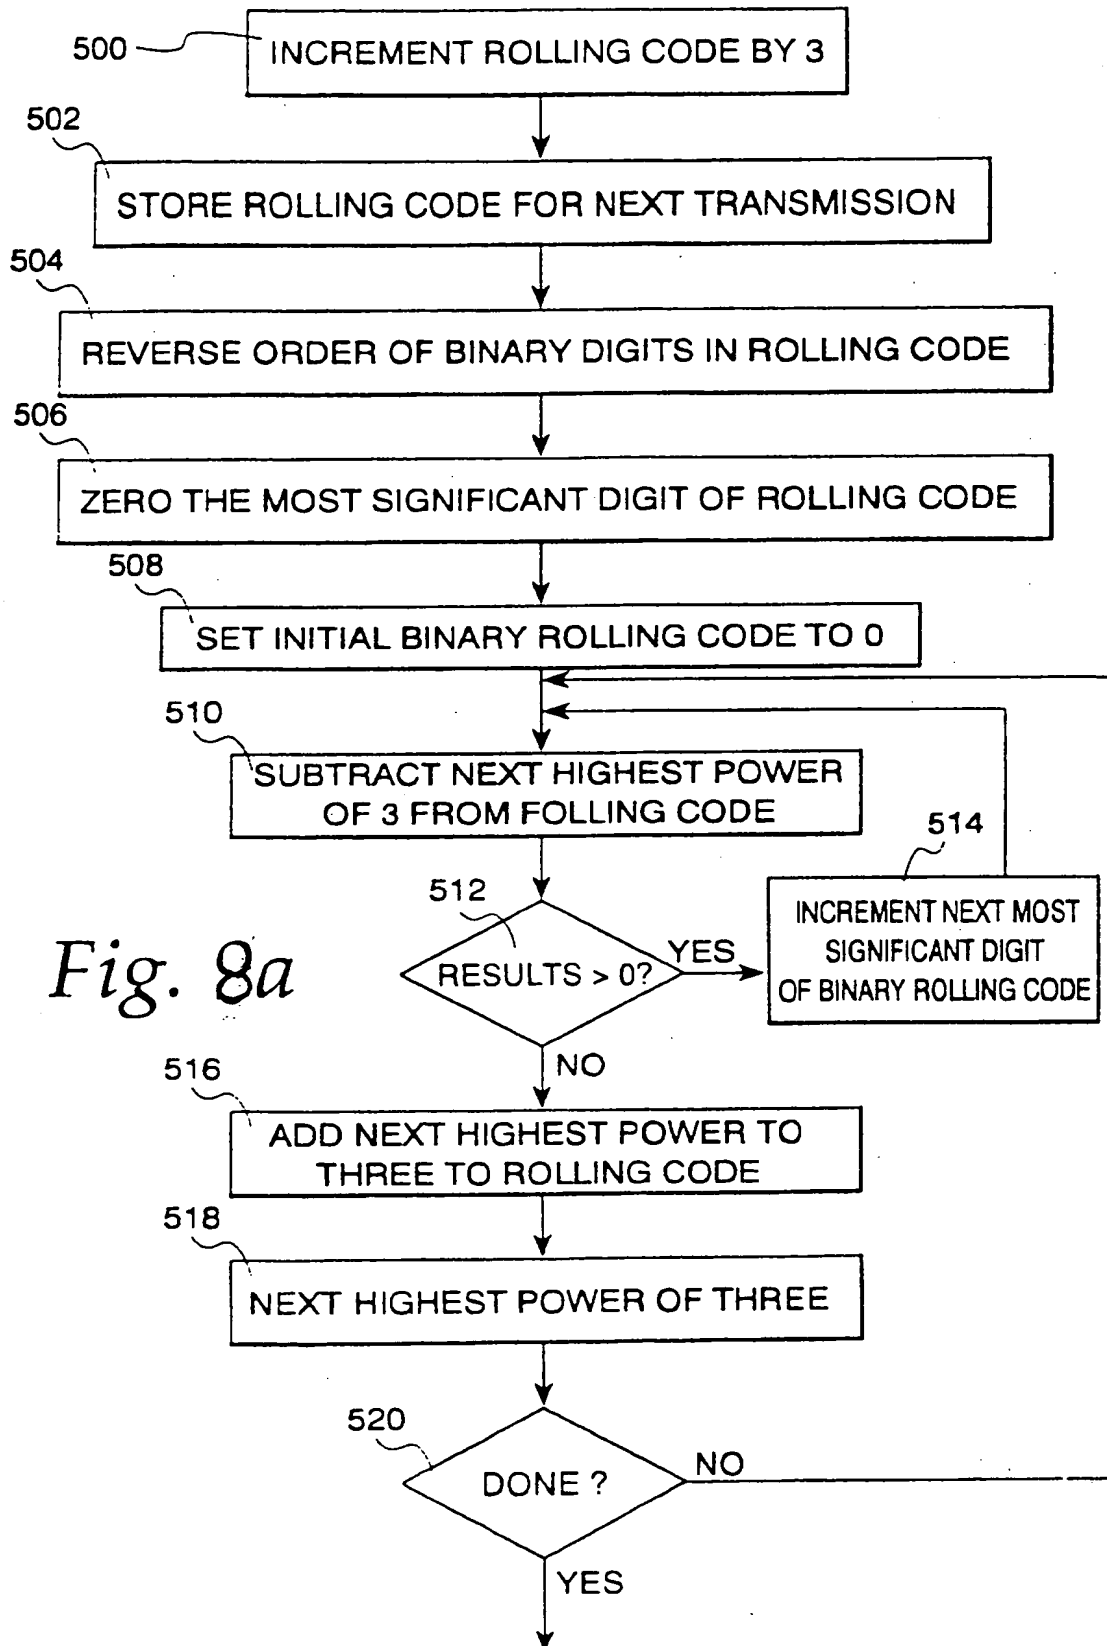 500
INCREMENT ROLLING CODE BY 3
502
STORE ROLLING CODE FOR NEXT TRANSMISSION
504
REVERSE ORDER OF BINARY DIGITS IN ROLLING CODE
506
ZERO THE MOST SIGNIFICANT DIGIT OF ROLLING CODE
508
SET INITIAL BINARY ROLLING CODE TO 0
510
SUBTRACT NEXT HIGHEST POWER
OF 3 FROM FOLLING CODE
512
RESULTS > 0?
YES
514
INCREMENT NEXT MOST
SIGNIFICANT DIGIT
OF BINARY ROLLING CODE
Fig. 8a
NO
516
ADD NEXT HIGHEST POWER TO
THREE TO ROLLING CODE
518
NEXT HIGHEST POWER OF THREE
520
DONE ?
NO
YES